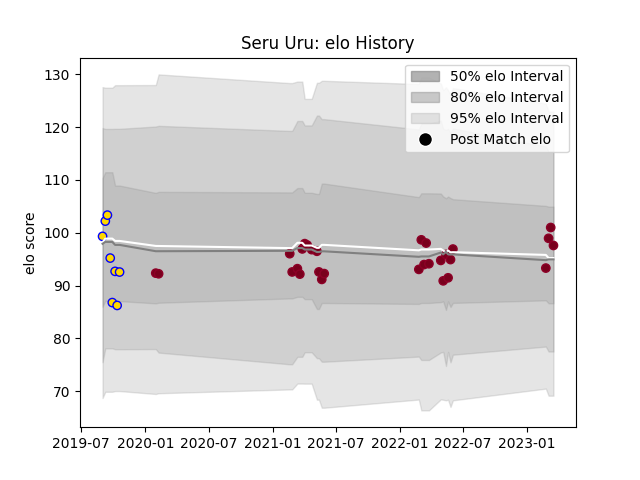 Seru Uru: elo History
50% elo Interval
80% elo Interval
95% elo Interval
Post Match elo
elo score
130
120
110
100
90
80
70
2019-07 2020-01 2020-07 2021-01 2021-07 2022-01 2022-07 2023-01